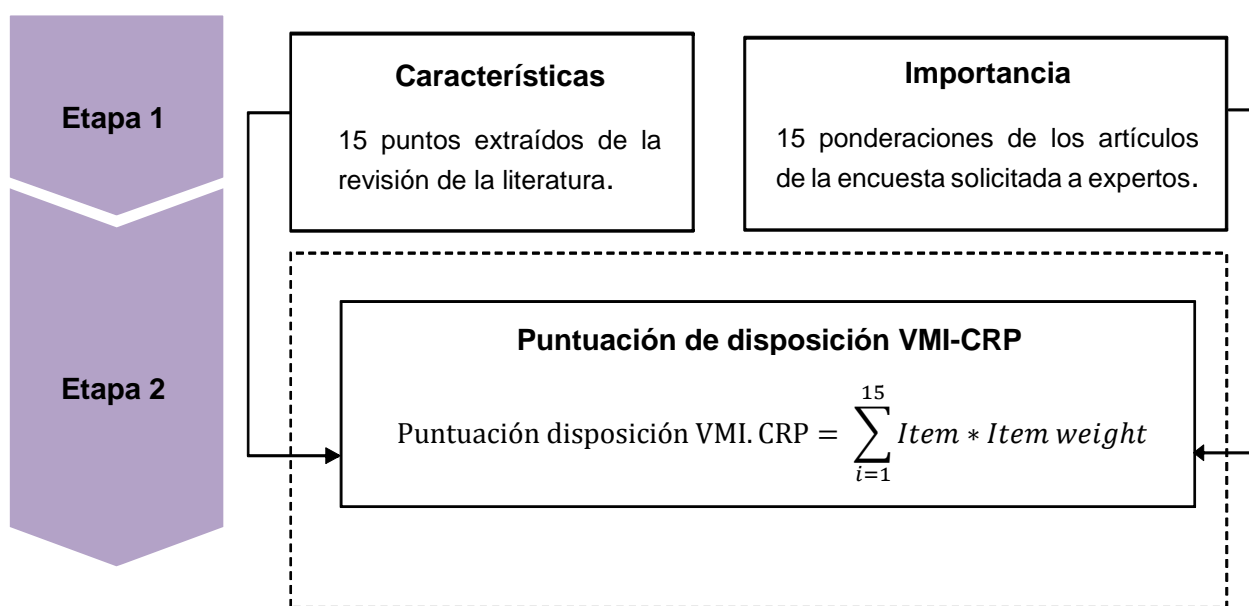 Etapa 1
Características
15 puntos extraídos de la
revisión de la literatura.
Importancia
15 ponderaciones de los artículos
de la encuesta solicitada a expertos.
Etapa 2
Puntuación de disposición VMI-CRP
Puntuación disposición VMI. CRP = ∑_{i=1}^{15} Item ∗ Item weight